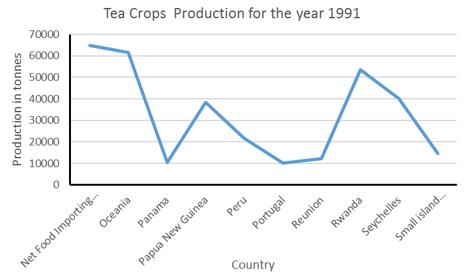 Tea Crops  Production for the year 1991
Production in tonnes
70000
60000
50000
40000
30000
20000
10000
0
Net Food Importing...
Oceania
Panama
Papua New Guinea
Peru
Portugal
Reunion
Rwanda
Seychelles
Small island...
Country